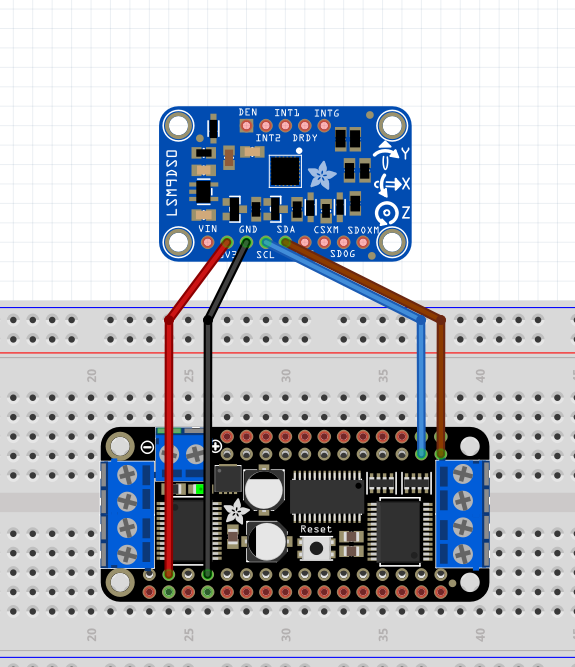 DEN INT1 INTG
INT2 DRDY
LSM9DSO
Y
X
Z
VIN GND SDA CSXM SDOXM
3V3 SCL SDOG
20 25 30 35 40
Reset
20 25 30 35 40